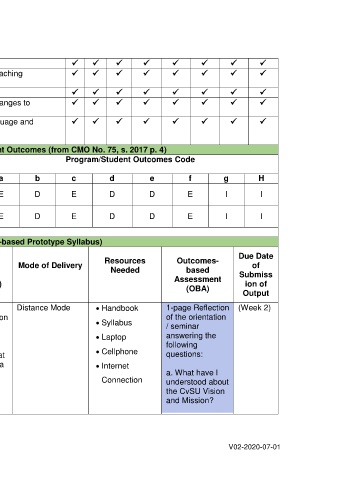 ✓ ✓ ✓ ✓ ✓ ✓ ✓ ✓
aching ✓ ✓ ✓ ✓ ✓ ✓ ✓ ✓
✓ ✓ ✓ ✓ ✓ ✓ ✓ ✓
anges to ✓ ✓ ✓ ✓ ✓ ✓ ✓ ✓
uage and ✓ ✓ ✓ ✓ ✓ ✓ ✓ ✓
nt Outcomes (from CMO No. 75, s. 2017 p. 4)
Program/Student Outcomes Code
a b c d e f g H
E D E D D E I I
E D E D D E I I
-based Prototype Syllabus)
Mode of Delivery
Resources
Needed
Outcomes-
based
Assessment
(OBA)
Due Date
of
Submiss
ion of
Output
)
on
at
a
Distance Mode
• Handbook
• Syllabus
• Laptop
• Cellphone
• Internet
Connection
1-page Reflection
of the orientation
/ seminar
answering the
following
questions:
a. What have I
understood about
the CvSU Vision
and Mission?
(Week 2)
V02-2020-07-01